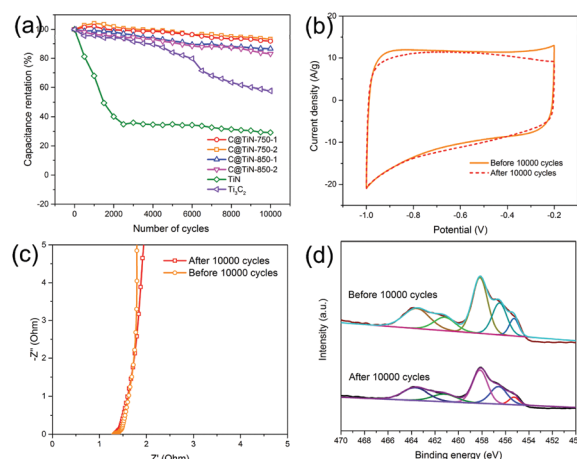 (a)
Capacitance rentation (%)
120
100
80
60
40
20
0
-20
C@TiN-750-1
C@TiN-750-2
C@TiN-850-1
C@TiN-850-2
TiN
Ti3C2
0 2000 4000 6000 8000 10000
Number of cycles
(b)
Current density (A/g)
20
10
0
-10
-20
Before 10000 cycles
After 10000 cycles
-1.0 -0.8 -0.6 -0.4 -0.2
Potential (V)
(c)
-Z'' (Ohm)
5
4
3
2
1
0
After 10000 cycles
Before 10000 cycles
0 1 2 3 4 5
Z' (Ohm)
(d)
Intensity (a.u.)
Before 10000 cycles
After 10000 cycles
470 468 466 464 462 460 458 456 454 452
Binding energy (eV)